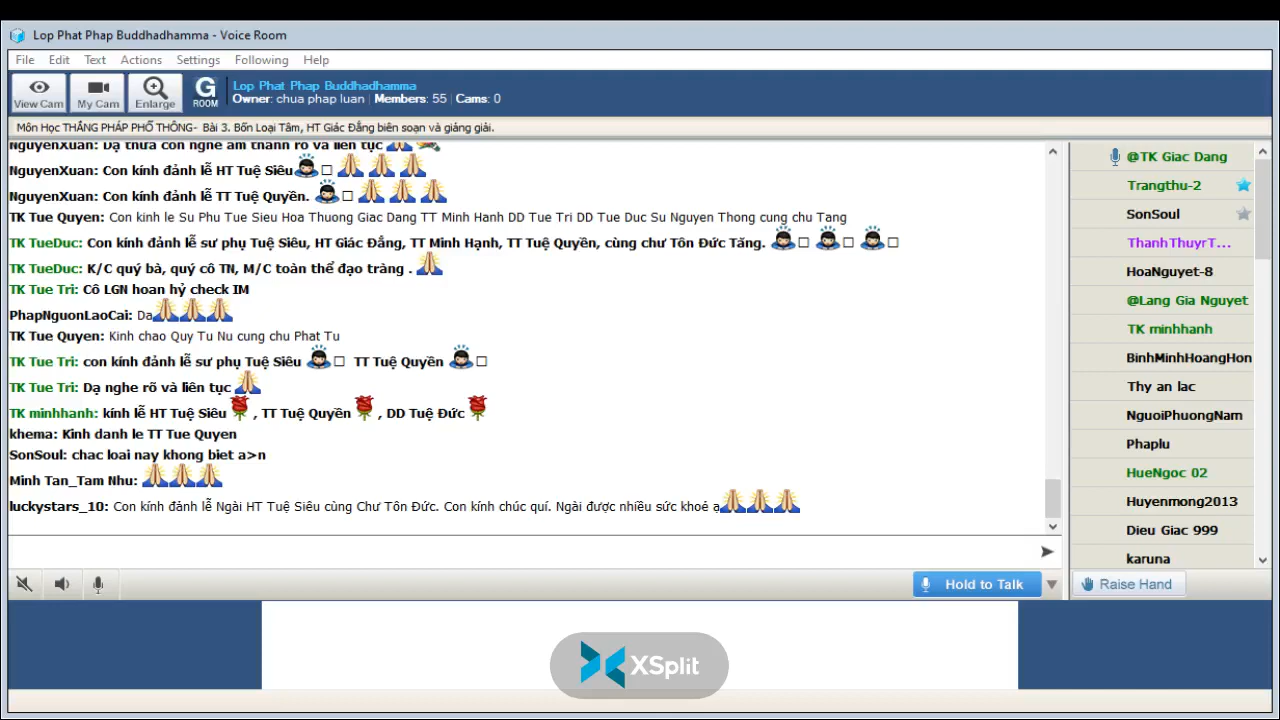 Lop Phat Phap Buddhadhamma - Voice Room
File Edit Text Actions Settings Following Help
View Cam My Cam Enlarge G ROOM
Lop Phat Phap Buddhadhamma
Owner: chua phap luan | Members: 55 | Cams: 0
Môn Học THẮNG PHÁP PHỔ THÔNG- Bài 3. Bốn Loại Tâm, HT Giác Đẳng biên soạn và giảng giải.
NguyenXuan: Dạ thưa con nghe âm thanh rõ và liên tục
NguyenXuan: Con kính đảnh lễ HT Tuệ Siêu
NguyenXuan: Con kính đảnh lễ TT Tuệ Quyền.
TK Tue Quyen: Con kinh le Su Phu Tue Sieu Hoa Thuong Giac Dang TT Minh Hanh DD Tue Tri DD Tue Duc Su Nguyen Thong cung chu Tang
TK TueDuc: Con kính đảnh lễ sư phụ Tuệ Siêu, HT Giác Đẳng, TT Minh Hạnh, TT Tuệ Quyền, cùng chư Tôn Đức Tăng.
TK TueDuc: K/C quý bà, quý cô TN, M/C toàn thể đạo tràng .
TK Tue Tri: Cô LGN hoan hỷ check IM
PhapNguonLaoCai: Da
TK Tue Quyen: Kinh chao Quy Tu Nu cung chu Phat Tu
TK Tue Tri: con kính đảnh lễ sư phụ Tuệ Siêu TT Tuệ Quyền
TK Tue Tri: Dạ nghe rõ và liên tục
TK minhhanh: kính lễ HT Tuệ Siêu , TT Tuệ Quyền , DD Tuệ Đức
khema: Kinh danh le TT Tue Quyen
SonSoul: chac loai nay khong biet a>n
Minh Tan_Tam Nhu:
luckystars_10: Con kính đảnh lễ Ngài HT Tuệ Siêu cùng Chư Tôn Đức. Con kính chúc quí. Ngài được nhiều sức khoẻ ạ
Hold to Talk
@TK Giac Dang
Trangthu-2
SonSoul
ThanhThuyrT...
HoaNguyet-8
@Lang Gia Nguyet
TK minhhanh
BinhMinhHoangHon
Thy an lac
NguoiPhuongNam
Phaplu
HueNgoc 02
Huyenmong2013
Dieu Giac 999
karuna
Raise Hand
XSplit